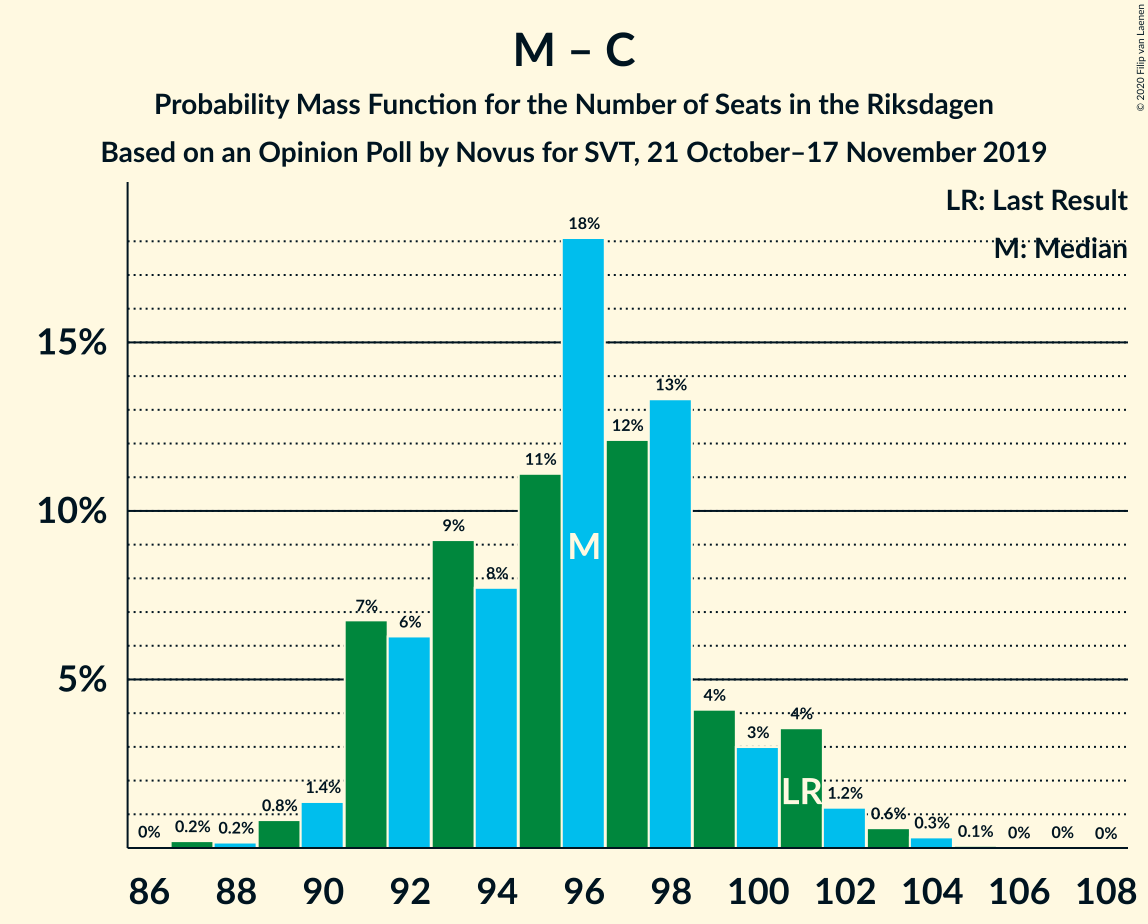 M – C
Probability Mass Function for the Number of Seats in the Riksdagen
Based on an Opinion Poll by Novus for SVT, 21 October–17 November 2019
© 2020 Filip van Laenen
LR: Last Result
M: Median
15%
10%
5%
0%
0.2%
0.2%
0.8%
1.4%
7%
6%
9%
8%
11%
18%
12%
13%
4%
3%
4%
1.2%
0.6%
0.3%
0.1%
0%
0%
0%
M
LR
86 88 90 92 94 96 98 100 102 104 106 108